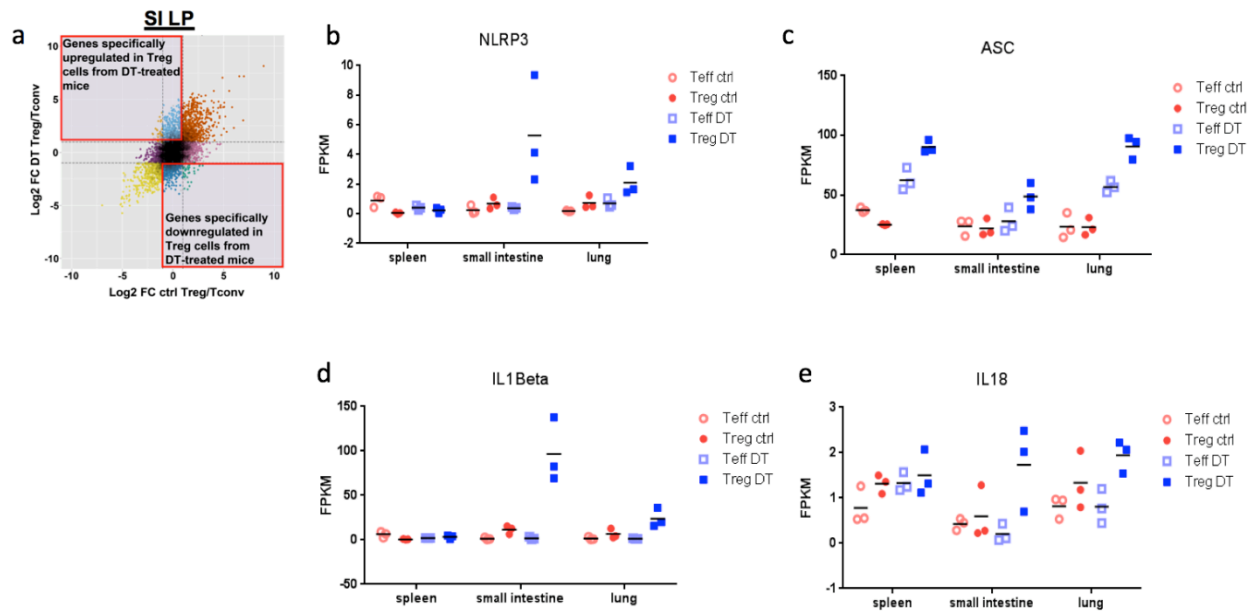 SI LP
a
Genes specifically
upregulated in Treg
cells from DT-treated
mice
Genes specifically
downregulated in
Treg cells from
DT-treated mice
10
5
0
-5
-10
-10
-5
0
5
10
Log2 FC DT Treg/Tconv
Log2 FC ctrl Treg/Tconv
b
NLRP3
FPKM
10
8
6
4
2
0
-2
spleen
small intestine
lung
Teff ctrl
Treg ctrl
Teff DT
Treg DT
c
ASC
FPKM
150
100
50
0
spleen
small intestine
lung
Teff ctrl
Treg ctrl
Teff DT
Treg DT
d
IL1Beta
FPKM
150
100
50
0
-50
spleen
small intestine
lung
Teff ctrl
Treg ctrl
Teff DT
Treg DT
e
IL18
FPKM
3
2
1
0
-1
spleen
small intestine
lung
Teff ctrl
Treg ctrl
Teff DT
Treg DT